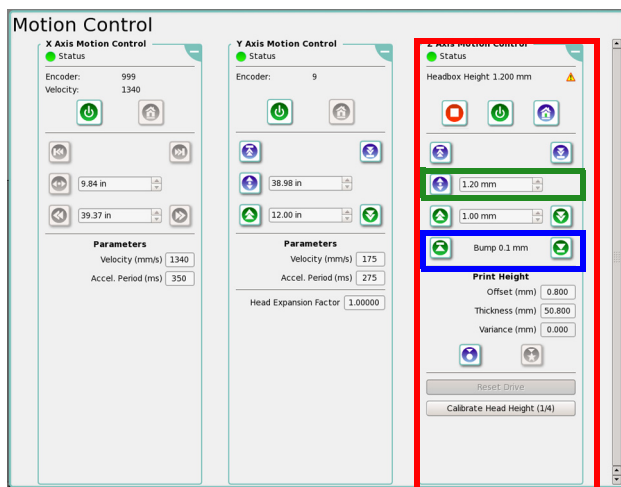 Motion Control
X Axis Motion Control
Status
Encoder: 999
Velocity: 1340
9.84 in
39.37 in
Parameters
Velocity (mm/s) 1340
Accel. Period (ms) 350
Y Axis Motion Control
Status
Encoder: 9
38.98 in
12.00 in
Parameters
Velocity (mm/s) 175
Accel. Period (ms) 275
Head Expansion Factor 1.00000
Z Axis Motion Control
Status
Headbox Height 1.200 mm
1.20 mm
1.00 mm
Bump 0.1 mm
Print Height
Offset (mm) 0.800
Thickness (mm) 50.800
Variance (mm) 0.000
Reset Drive
Calibrate Head Height (1/4)